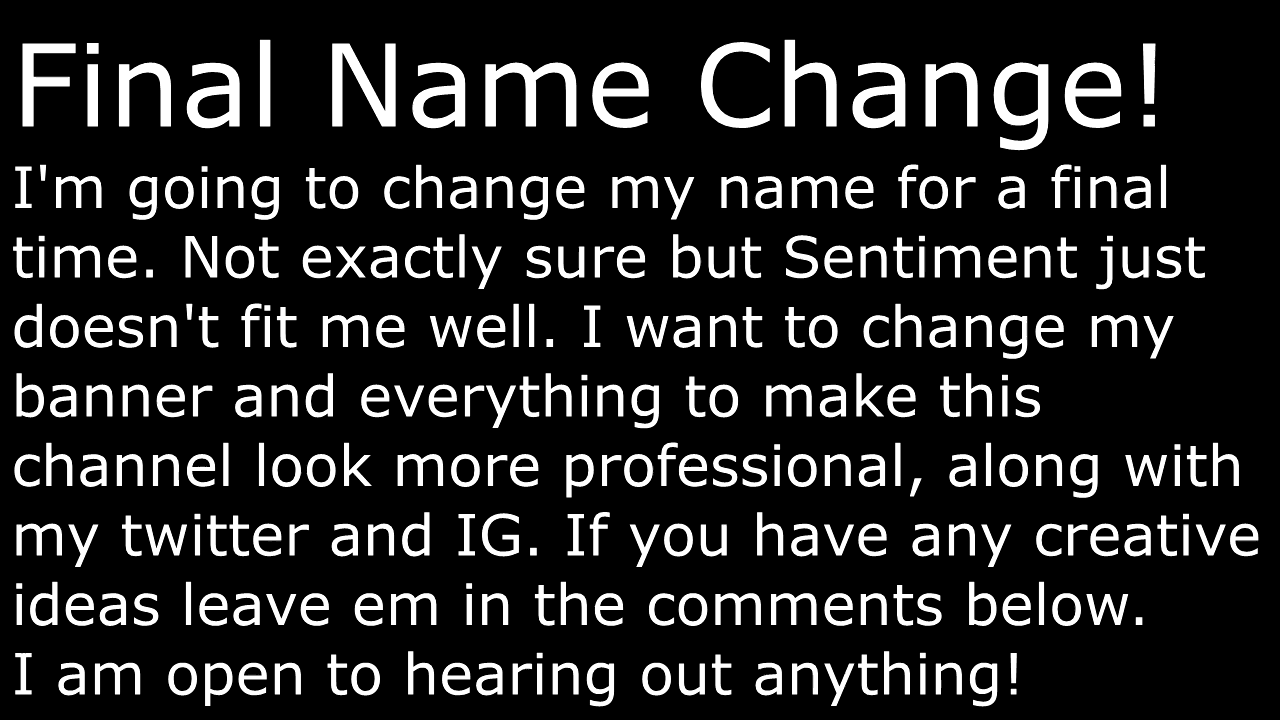 Final Name Change!
I'm going to change my name for a final
time. Not exactly sure but Sentiment just
doesn't fit me well. I want to change my
banner and everything to make this
channel look more professional, along with
my twitter and IG. If you have any creative
ideas leave em in the comments below.
I am open to hearing out anything!